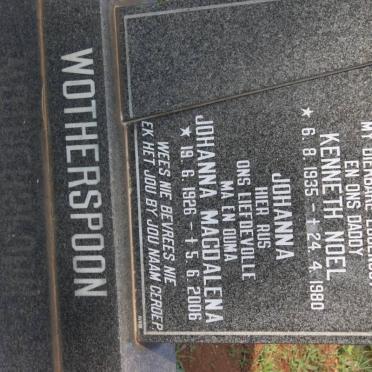 WOTHERSPOON
EN ONS DADDY
KENNETH NOEL
★ 6. 8. 1935 - † 24. 4. 1980
JOHANNA
HIER RUS
ONS LIEFDEVOLLE
MA EN OUMA
JOHANNA MAGDALENA
★ 19. 6. 1926 - † 5. 6. 2006
WEES NIE BEVREES NIE
EK HET JOU BY JOU NAAM GEROEP